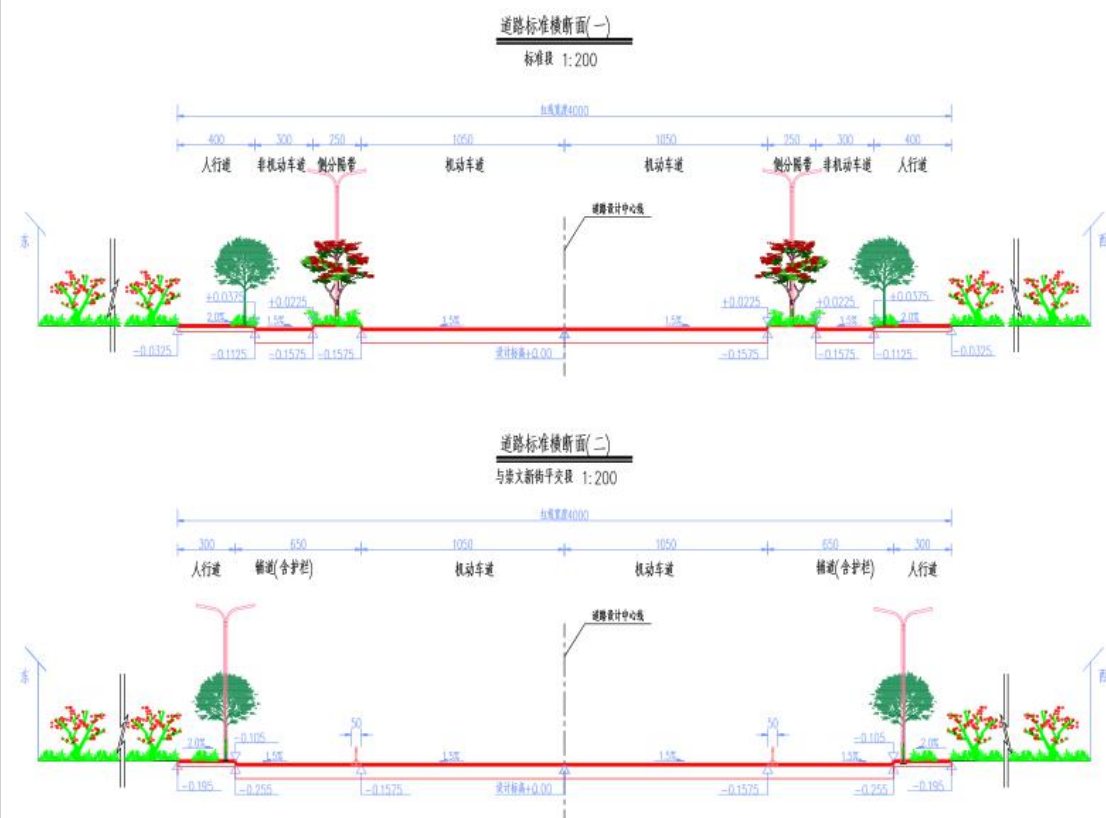 道路标准横断面(一)
标准段 1:200
红线宽度4000
400 300 250 1050 1050 250 300 400
人行道 非机动车道 侧分隔带 机动车道 机动车道 侧分隔带 非机动车道 人行道
道路设计中心线
东 西
+0.0375 +0.0225 +0.0225 +0.0375
2.0% 1.5% 1.5% 1.5% 1.5% 2.0%
-0.0325 -0.1125 -0.1575 -0.1575 设计标高±0.00 -0.1575 -0.1575 -0.1125 -0.0325
道路标准横断面(二)
与崇文新街平交段 1:200
红线宽度4000
300 650 1050 1050 650 300
人行道 辅道(含护栏) 机动车道 机动车道 辅道(含护栏) 人行道
道路设计中心线
东 西
50 50
-0.105 -0.105
2.0% 1.5% 1.5% 1.5% 1.5% 2.0%
-0.195 -0.255 -0.1575 设计标高±0.00 -0.1575 -0.255 -0.195